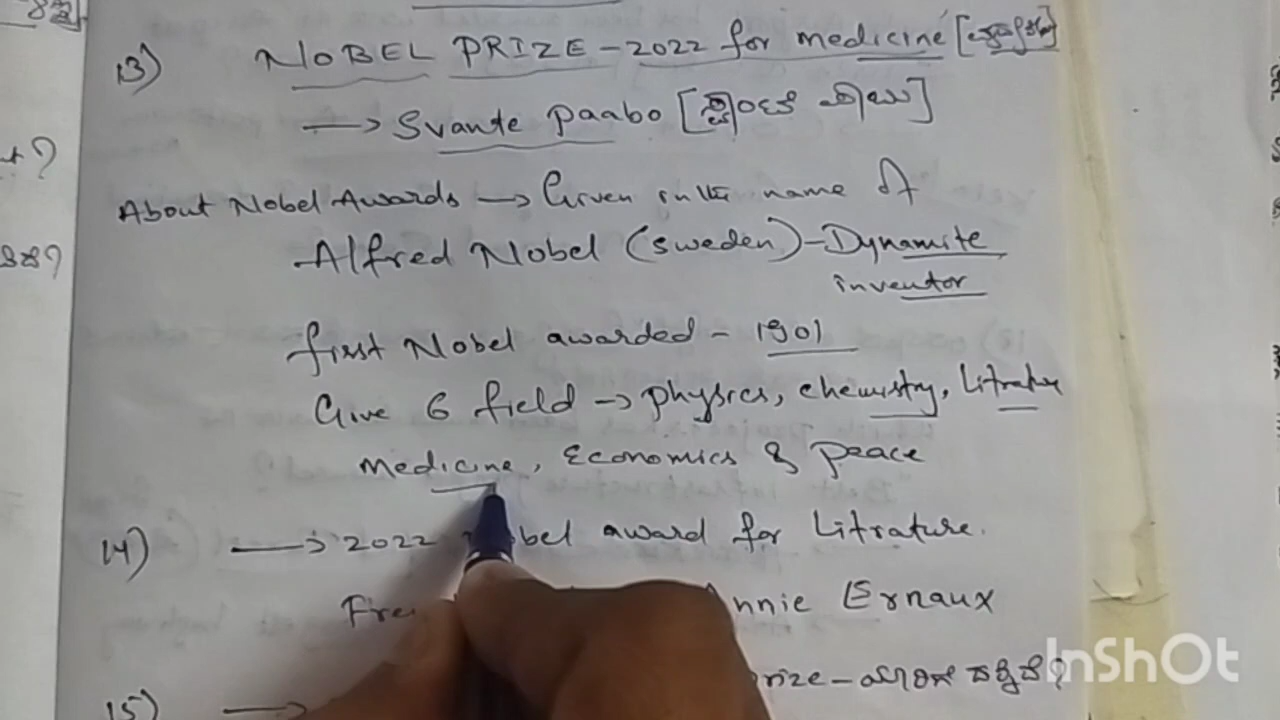 13) NOBEL PRIZE - 2022 for medicine
→ Svante Paabo
About Nobel Awards → Given in the name of
Alfred Nobel (Sweden) - Dynamite
inventor
first Nobel awarded - 1901
Give 6 field → physics, chemistry, Litrature
medicine, Economics & peace
14) → 2022 Nobel award for Litrature.
Annie Ernaux
15) →
InShOt